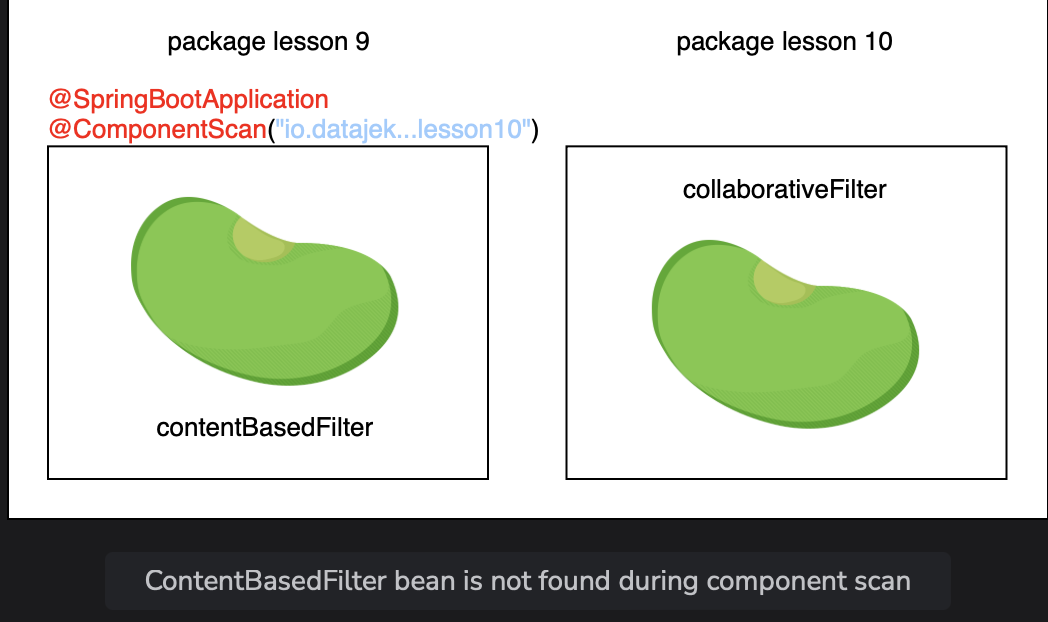 package lesson 9
package lesson 10
@SpringBootApplication
@ComponentScan("io.datajek...lesson10")
collaborativeFilter
contentBasedFilter
ContentBasedFilter bean is not found during component scan